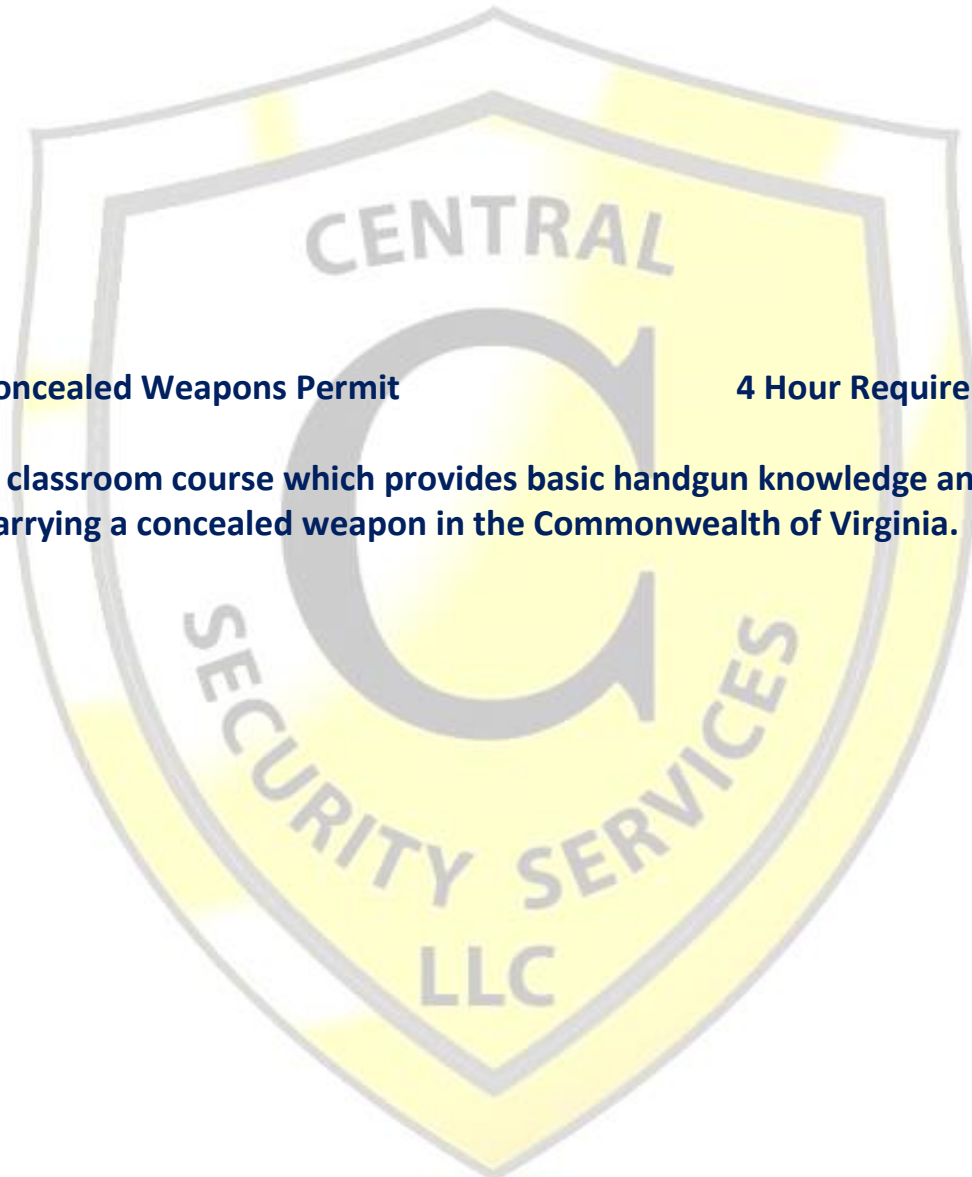 CENTRAL
oncealed Weapons Permit 4 Hour Require
classroom course which provides basic handgun knowledge an
arrying a concealed weapon in the Commonwealth of Virginia.
C
SECURITY SERVICES
LLC